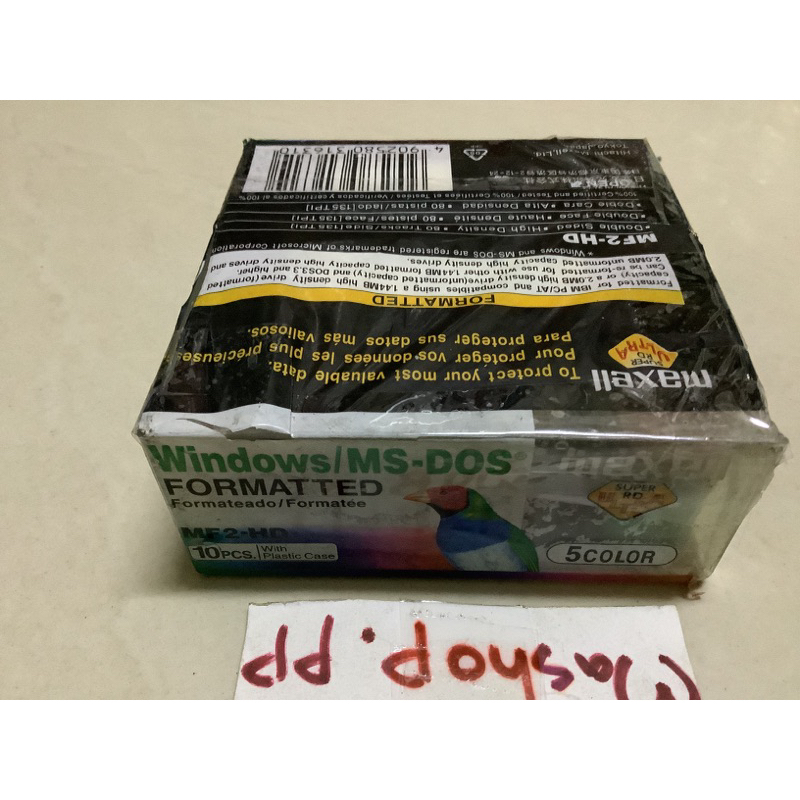 Windows/MS-DOS
FORMATTED
Formateado/Formatée
MF2-HD
10 PCS. With Plastic Case
SUPER
RD
5COLOR
maxell
SUPER RD
ULTRA
To protect your most valuable data.
Pour protéger vos données les plus précieuses
Para proteger sus datos más valiosos.
FORMATTED
Formatted for IBM PC/AT and compatibles using a 1.44MB high density drive (formatted
capacity) or a 2.0MB high density drive (unformatted capacity) and DOS3.3 and higher.
Can be re-formatted for use with other 1.44MB formatted capacity high density drives and
2.0MB unformatted capacity high density drives.
* Windows and MS-DOS are registered trademarks of Microsoft Corporation
MF2-HD
•Double Sided •High Density •80 Tracks/Side [135TPI]
•Double Face •Haute Densité •80 pistes/Face [135TPI]
•Doble Cara •Alta Densidad •80 pistas/lado [135TPI]
100% Certified and Tested / 100% Certifiées / Testées / Verificados y certificados al 100%
Hitachi Maxell, Ltd.
Tokyo, Japan
4 902580 316310